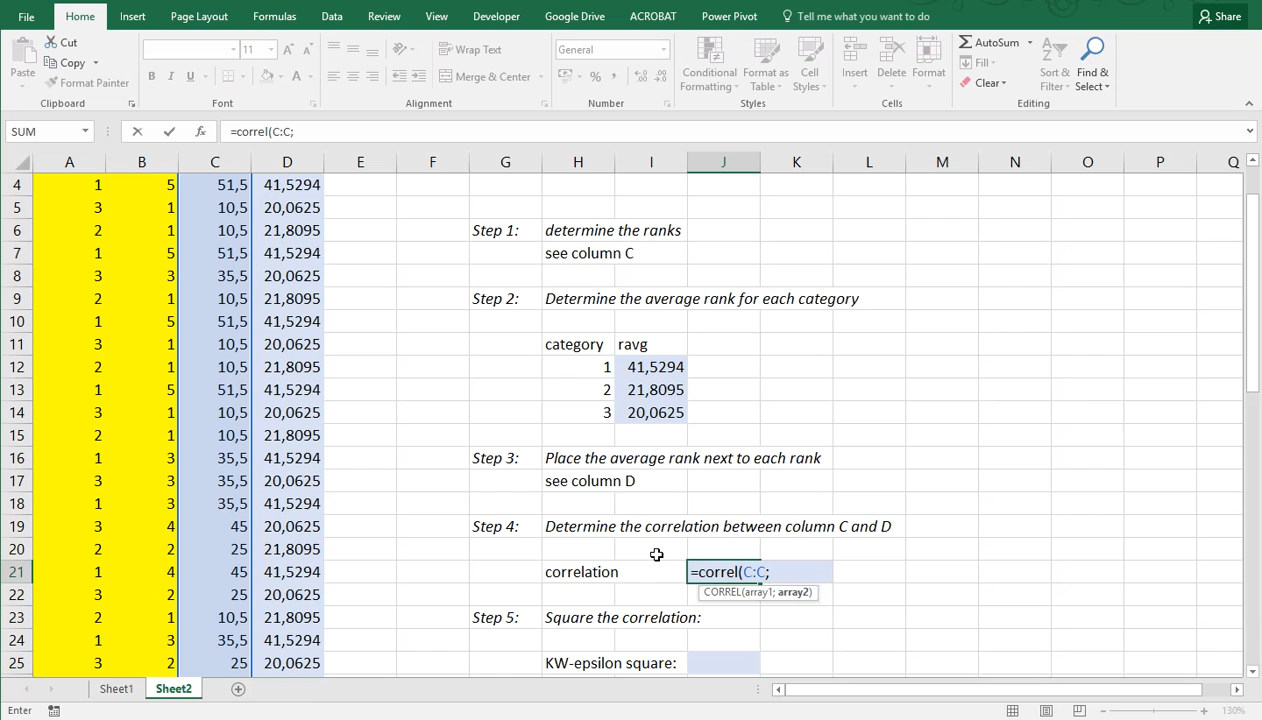 File Home Insert Page Layout Formulas Data Review View Developer Google Drive ACROBAT Power Pivot Tell me what you want to do Share
Cut
Copy
Format Painter
Paste
Clipboard
11
Font
Wrap Text
Merge & Center
Alignment
General
Number
Conditional Formatting
Format as Table
Cell Styles
Styles
Insert Delete Format
Cells
AutoSum
Fill
Clear
Sort & Filter
Find & Select
Editing
SUM =correl(C:C;
A B C D E F G H I J K L M N O P Q
4 1 5 51,5 41,5294
5 3 1 10,5 20,0625
6 2 1 10,5 21,8095 Step 1: determine the ranks
7 1 5 51,5 41,5294 see column C
8 3 3 35,5 20,0625
9 2 1 10,5 21,8095 Step 2: Determine the average rank for each category
10 1 5 51,5 41,5294
11 3 1 10,5 20,0625 category ravg
12 2 1 10,5 21,8095 1 41,5294
13 1 5 51,5 41,5294 2 21,8095
14 3 1 10,5 20,0625 3 20,0625
15 2 1 10,5 21,8095
16 1 3 35,5 41,5294 Step 3: Place the average rank next to each rank
17 3 3 35,5 20,0625 see column D
18 1 3 35,5 41,5294
19 3 4 45 20,0625 Step 4: Determine the correlation between column C and D
20 2 2 25 21,8095
21 1 4 45 41,5294 correlation =correl(C:C;
CORREL(array1; array2)
22 3 2 25 20,0625
23 2 1 10,5 21,8095 Step 5: Square the correlation:
24 1 3 35,5 41,5294
25 3 2 25 20,0625 KW-epsilon square:
Sheet1 Sheet2
Enter 130%